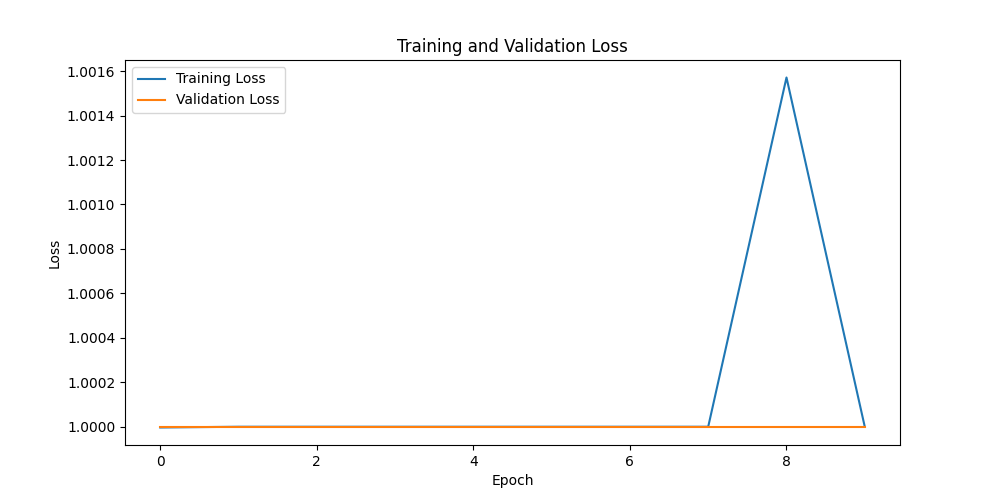 Training and Validation Loss
Training Loss
Validation Loss
1.0016
1.0014
1.0012
1.0010
1.0008
1.0006
1.0004
1.0002
1.0000
Loss
0 2 4 6 8
Epoch